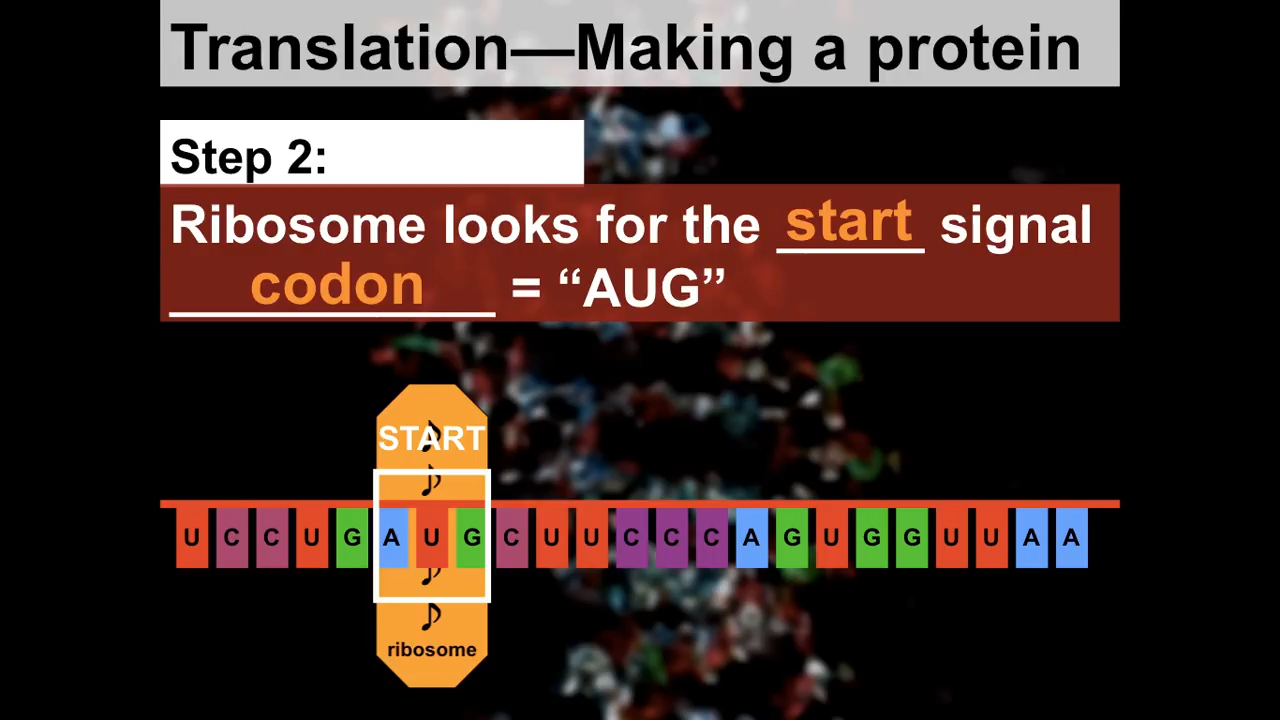 Translation—Making a protein
Step 2:
Ribosome looks for the start signal
codon = “AUG”
START
U C C U G A U G C U U C C C A G U G G U U A A
ribosome